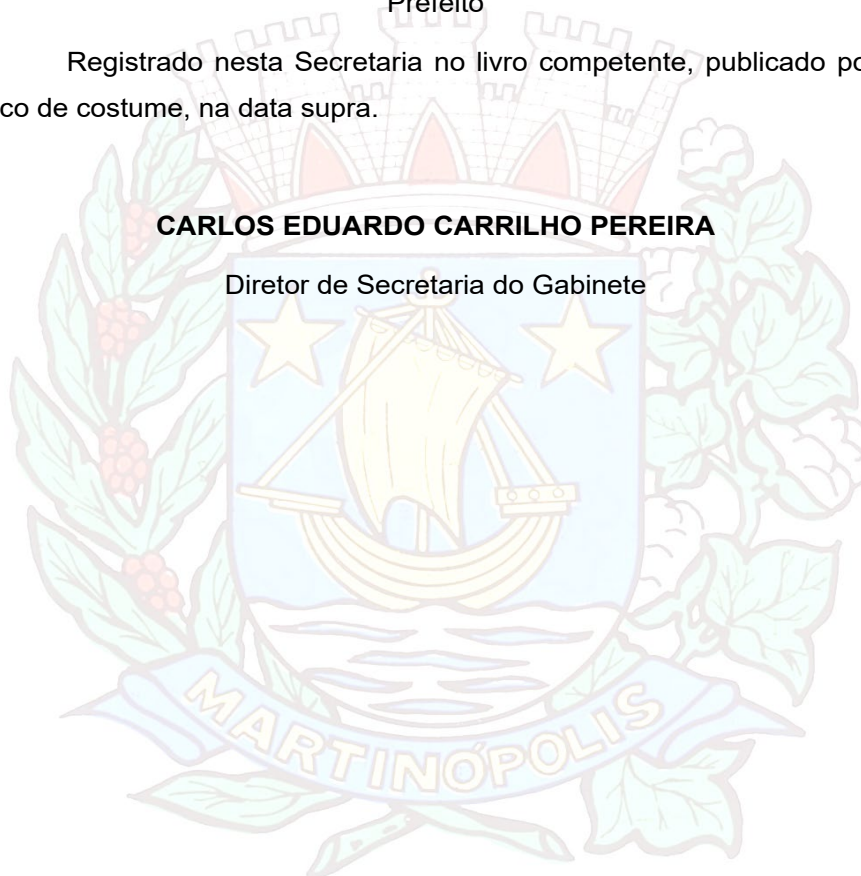 Prefeito
Registrado nesta Secretaria no livro competente, publicado po
co de costume, na data supra.
CARLOS EDUARDO CARRILHO PEREIRA
Diretor de Secretaria do Gabinete
MARTINÓPOLIS